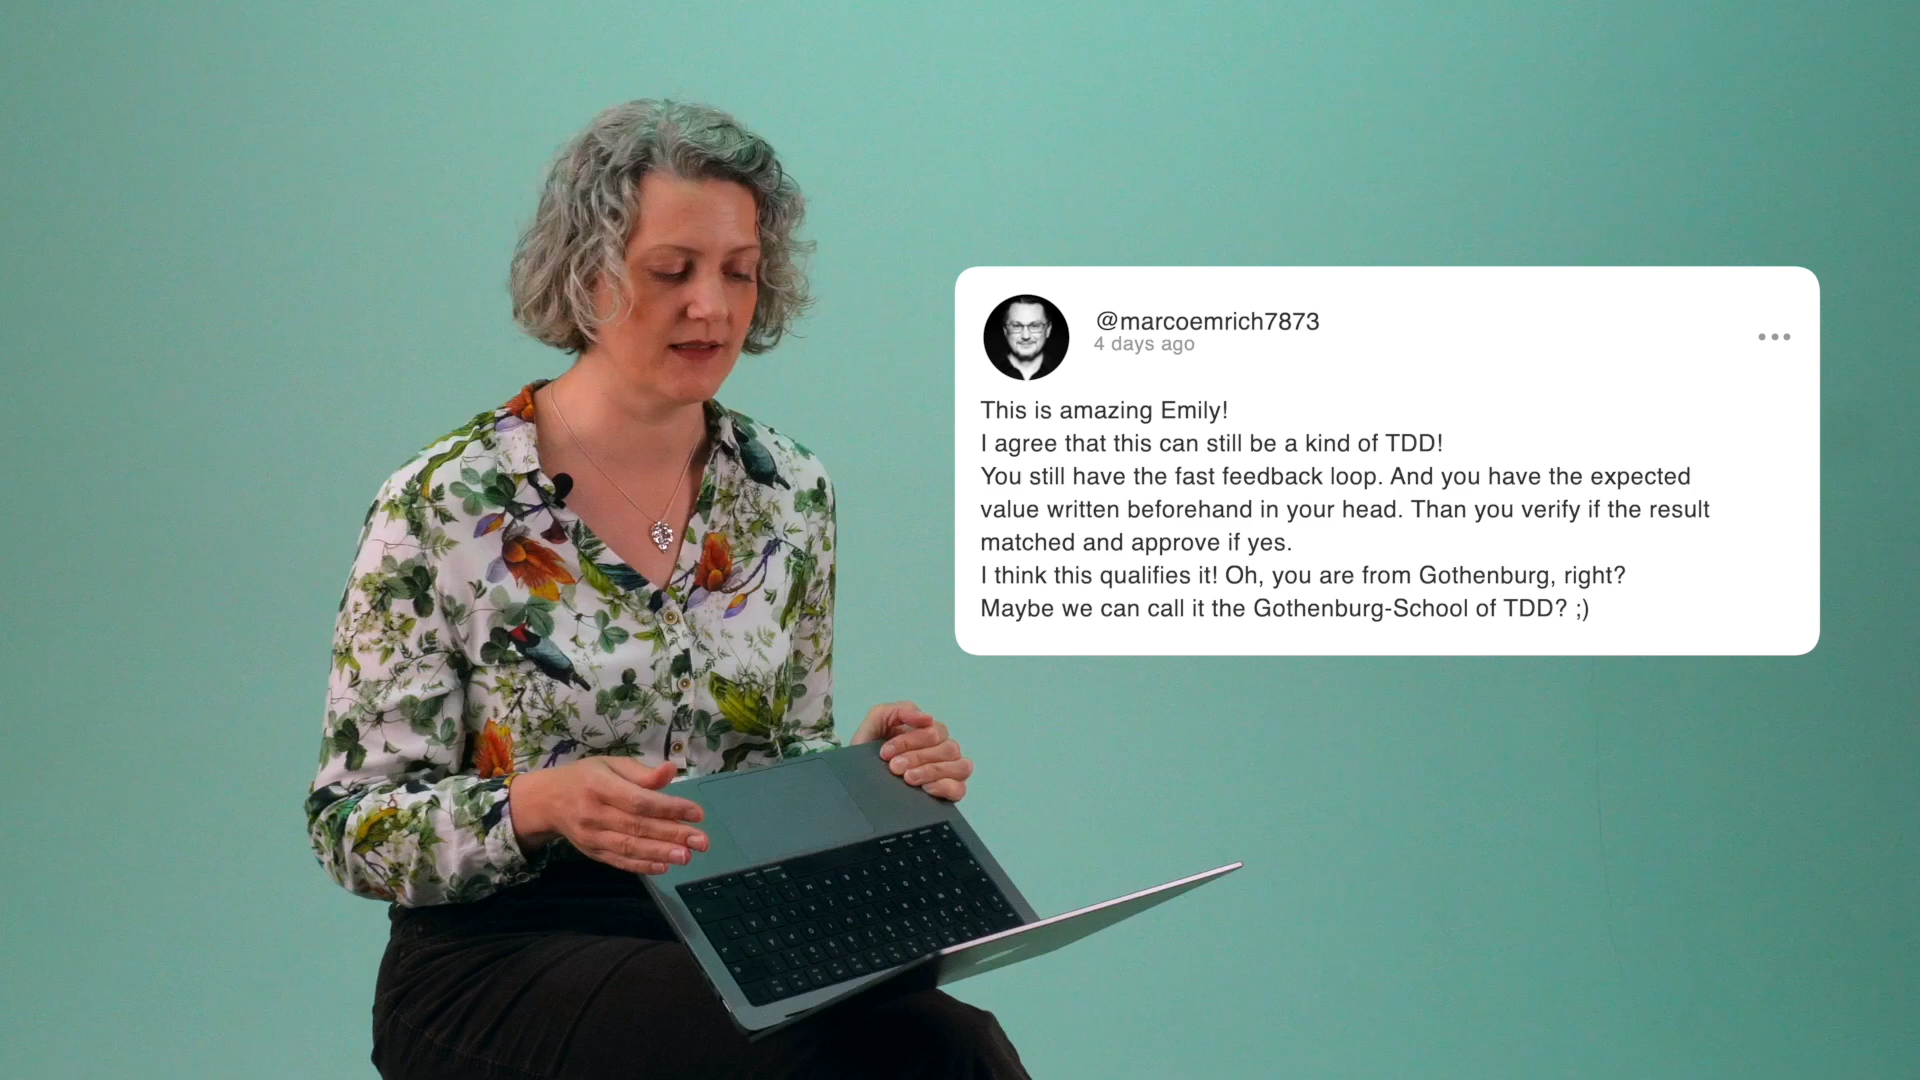 @marcoemrich7873
4 days ago
This is amazing Emily!
I agree that this can still be a kind of TDD!
You still have the fast feedback loop. And you have the expected
value written beforehand in your head. Than you verify if the result
matched and approve if yes.
I think this qualifies it! Oh, you are from Gothenburg, right?
Maybe we can call it the Gothenburg-School of TDD? ;)